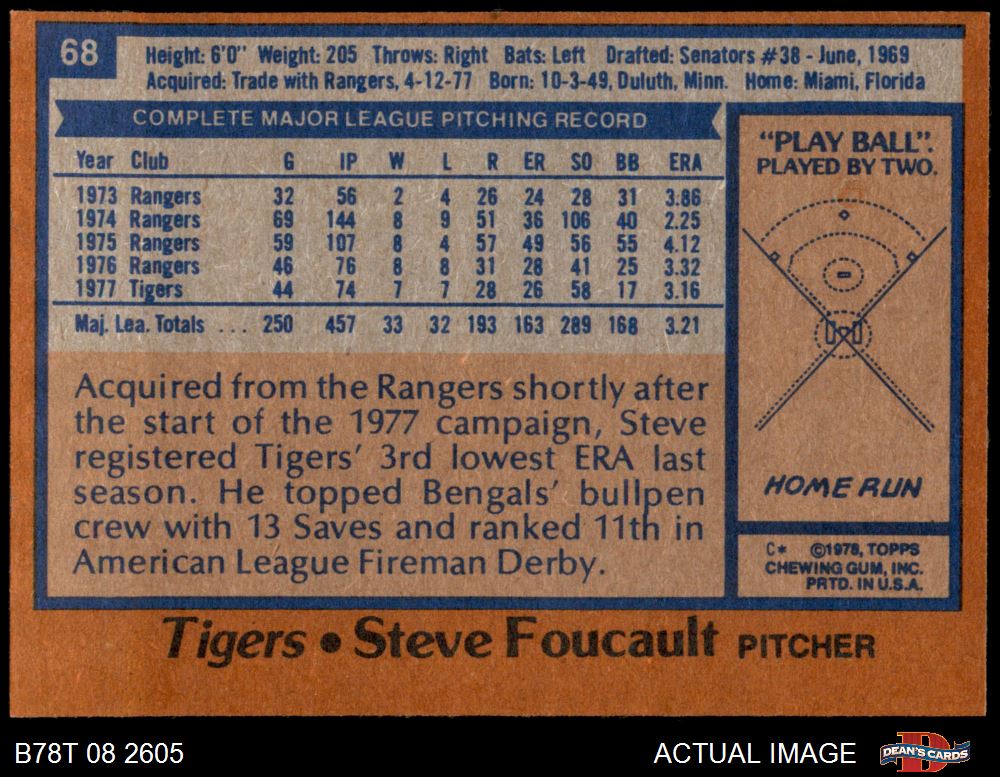 68
Height: 6'0" Weight: 205 Throws: Right Bats: Left Drafted: Senators #38 - June, 1969
Acquired: Trade with Rangers, 4-12-77 Born: 10-3-49, Duluth, Minn. Home: Miami, Florida
COMPLETE MAJOR LEAGUE PITCHING RECORD
Year Club G IP W L R ER SO BB ERA
1973 Rangers 32 56 2 4 26 24 28 31 3.86
1974 Rangers 69 144 8 9 51 36 106 40 2.25
1975 Rangers 59 107 8 4 57 49 56 55 4.12
1976 Rangers 46 76 8 8 31 28 41 25 3.32
1977 Tigers 44 74 7 7 28 26 58 17 3.16
Maj. Lea. Totals ... 250 457 33 32 193 163 289 168 3.21
Acquired from the Rangers shortly after
the start of the 1977 campaign, Steve
registered Tigers' 3rd lowest ERA last
season. He topped Bengals' bullpen
crew with 13 Saves and ranked 11th in
American League Fireman Derby.
"PLAY BALL".
PLAYED BY TWO.
HOME RUN
C* ©1978, TOPPS
CHEWING GUM, INC.
PRTD. IN U.S.A.
Tigers • Steve Foucault PITCHER
B78T 08 2605
ACTUAL IMAGE
D
DEAN'S CARDS